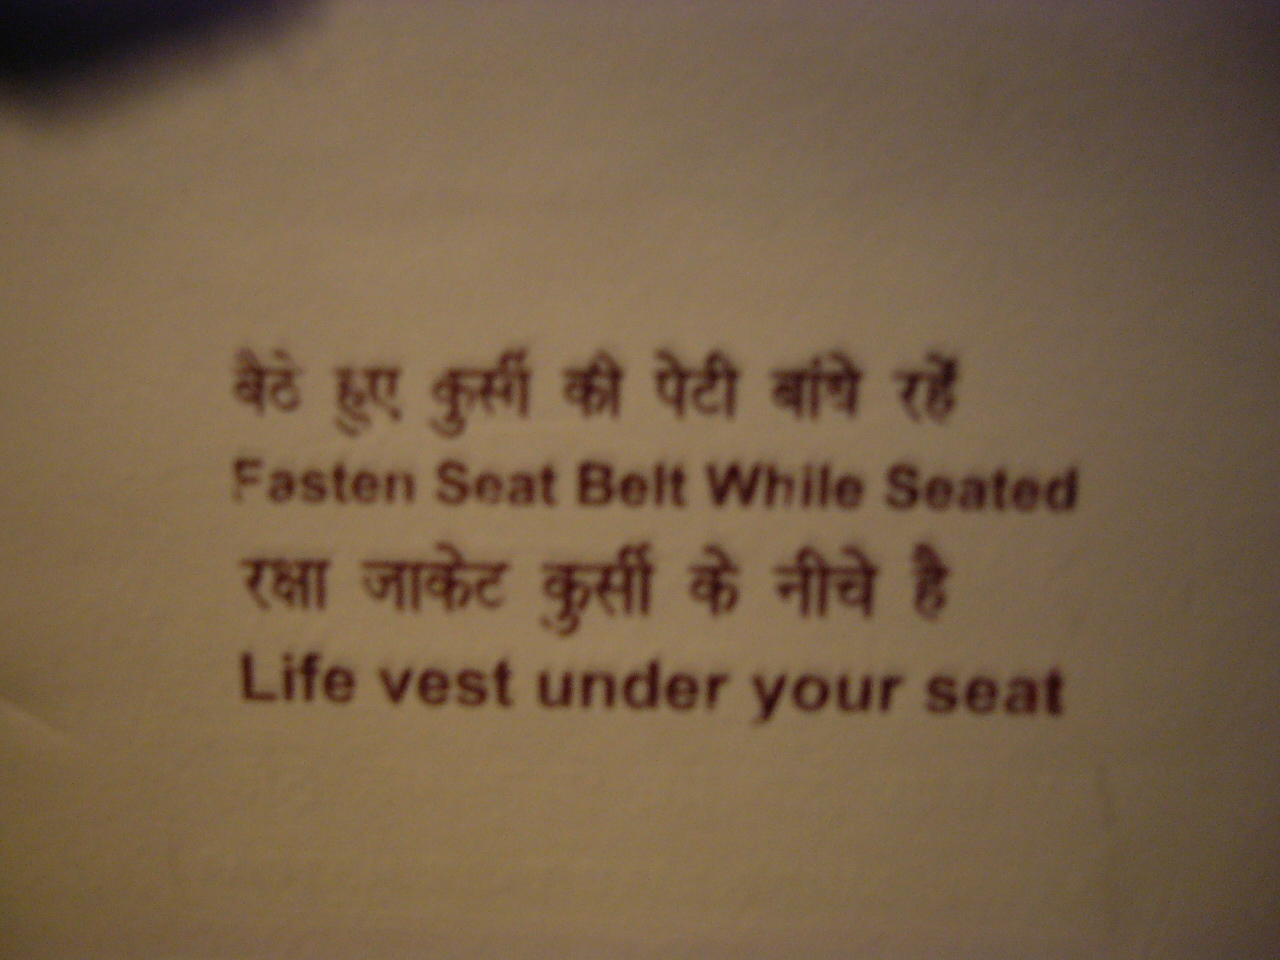 बैठे हुए कुर्सी की पेटी बांधे रहें
Fasten Seat Belt While Seated
रक्षा जाकेट कुर्सी के नीचे है
Life vest under your seat